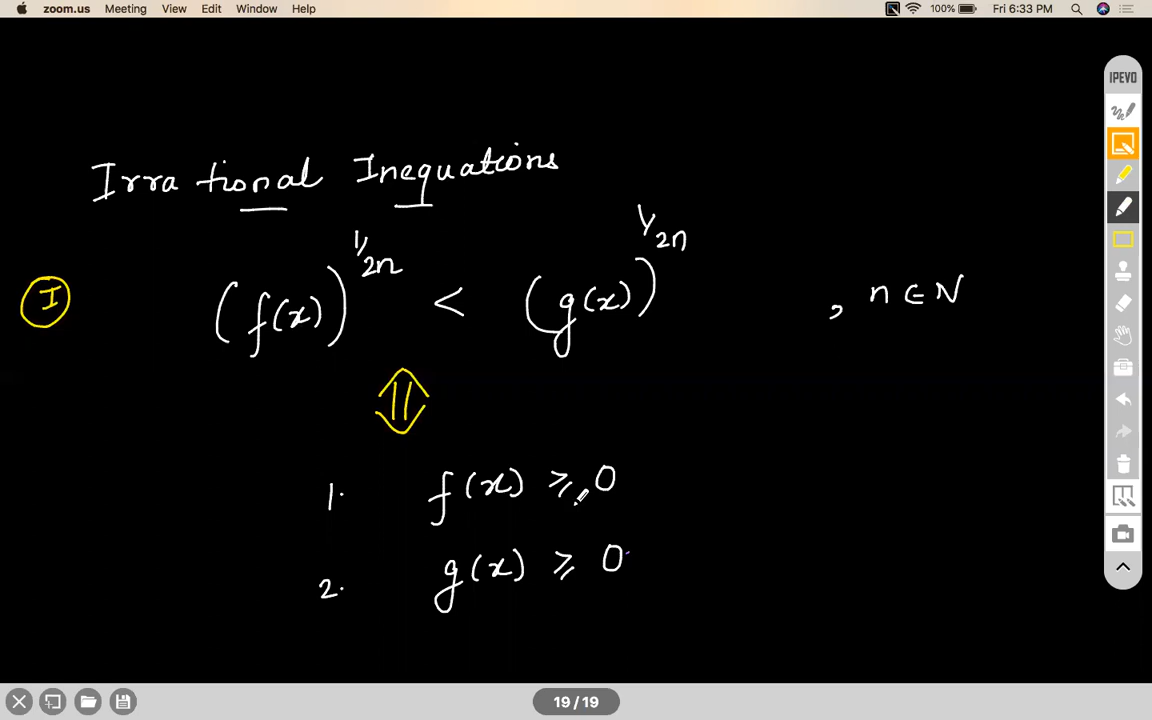 zoom.us Meeting View Edit Window Help 100% Fri 6:33 PM
IPEVO
Irrational Inequations
I (f(x))^{1/2n} < (g(x))^{1/2n} , n ∈ N
⇕
1. f(x) ⩾ 0
2. g(x) ⩾ 0
19 / 19